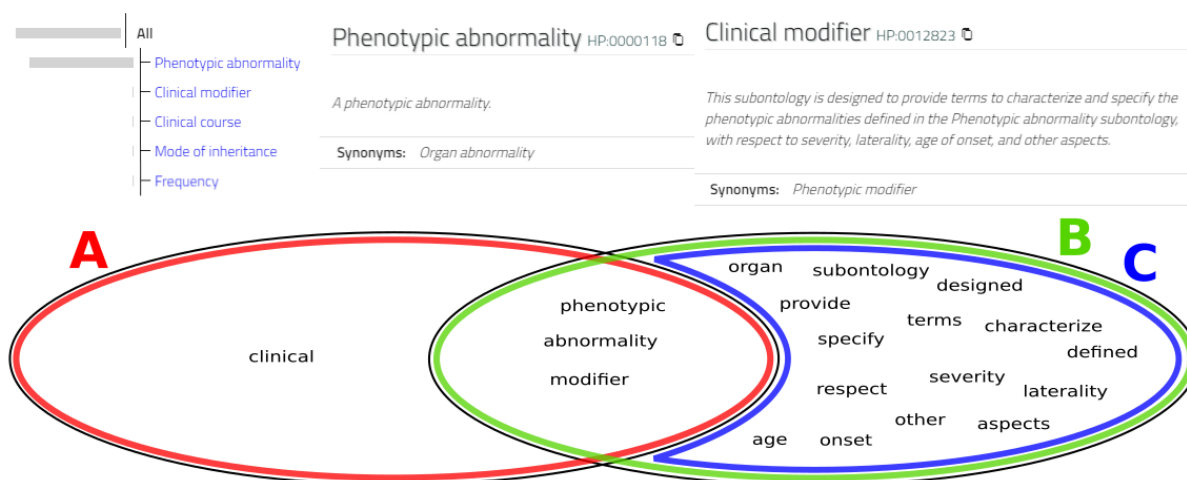 All
Phenotypic abnormality
Clinical modifier
Clinical course
Mode of inheritance
Frequency
Phenotypic abnormality HP:0000118
A phenotypic abnormality.
Synonyms: Organ abnormality
Clinical modifier HP:0012823
This subontology is designed to provide terms to characterize and specify the
phenotypic abnormalities defined in the Phenotypic abnormality subontology,
with respect to severity, laterality, age of onset, and other aspects.
Synonyms: Phenotypic modifier
A
B
C
clinical
phenotypic
abnormality
modifier
organ
subontology
designed
provide
terms
characterize
specify
defined
severity
respect
laterality
other
aspects
age
onset